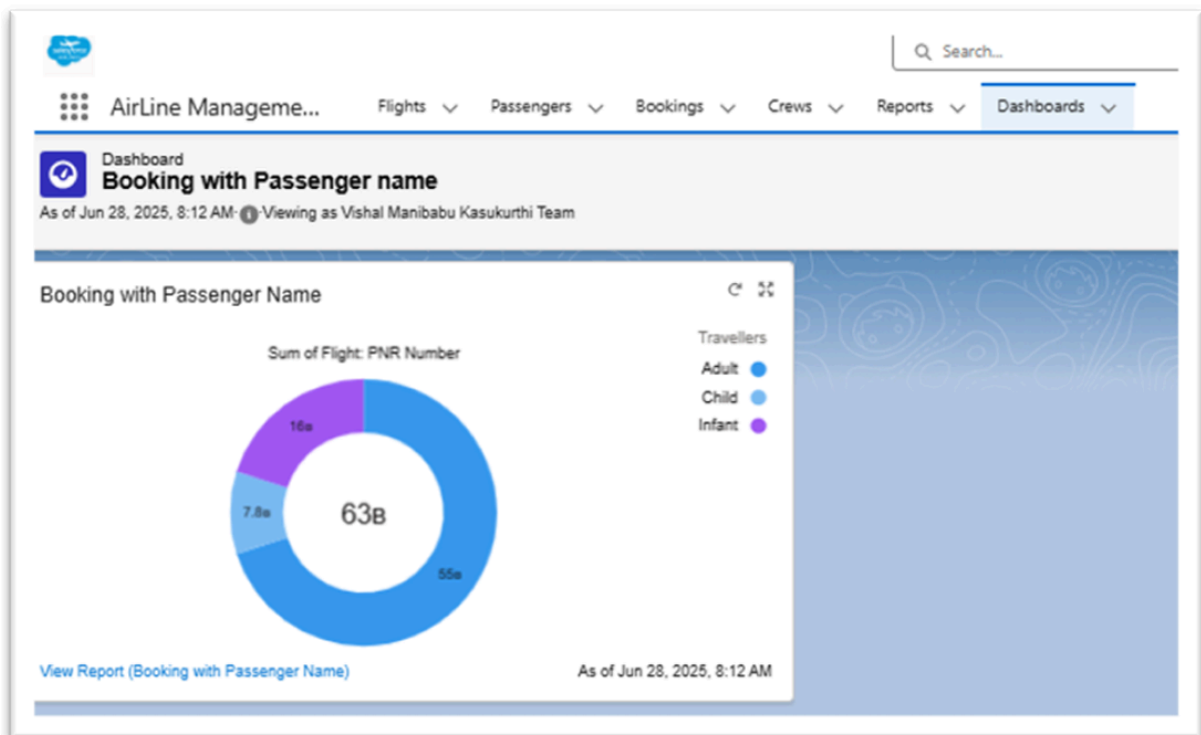 salesforce
Search...
AirLine Manageme... Flights Passengers Bookings Crews Reports Dashboards
Dashboard
Booking with Passenger name
As of Jun 28, 2025, 8:12 AM · Viewing as Vishal Manibabu Kasukurthi Team
Booking with Passenger Name
Travellers
Adult
Child
Infant
Sum of Flight: PNR Number
16B
7.8B
63B
55B
View Report (Booking with Passenger Name)
As of Jun 28, 2025, 8:12 AM